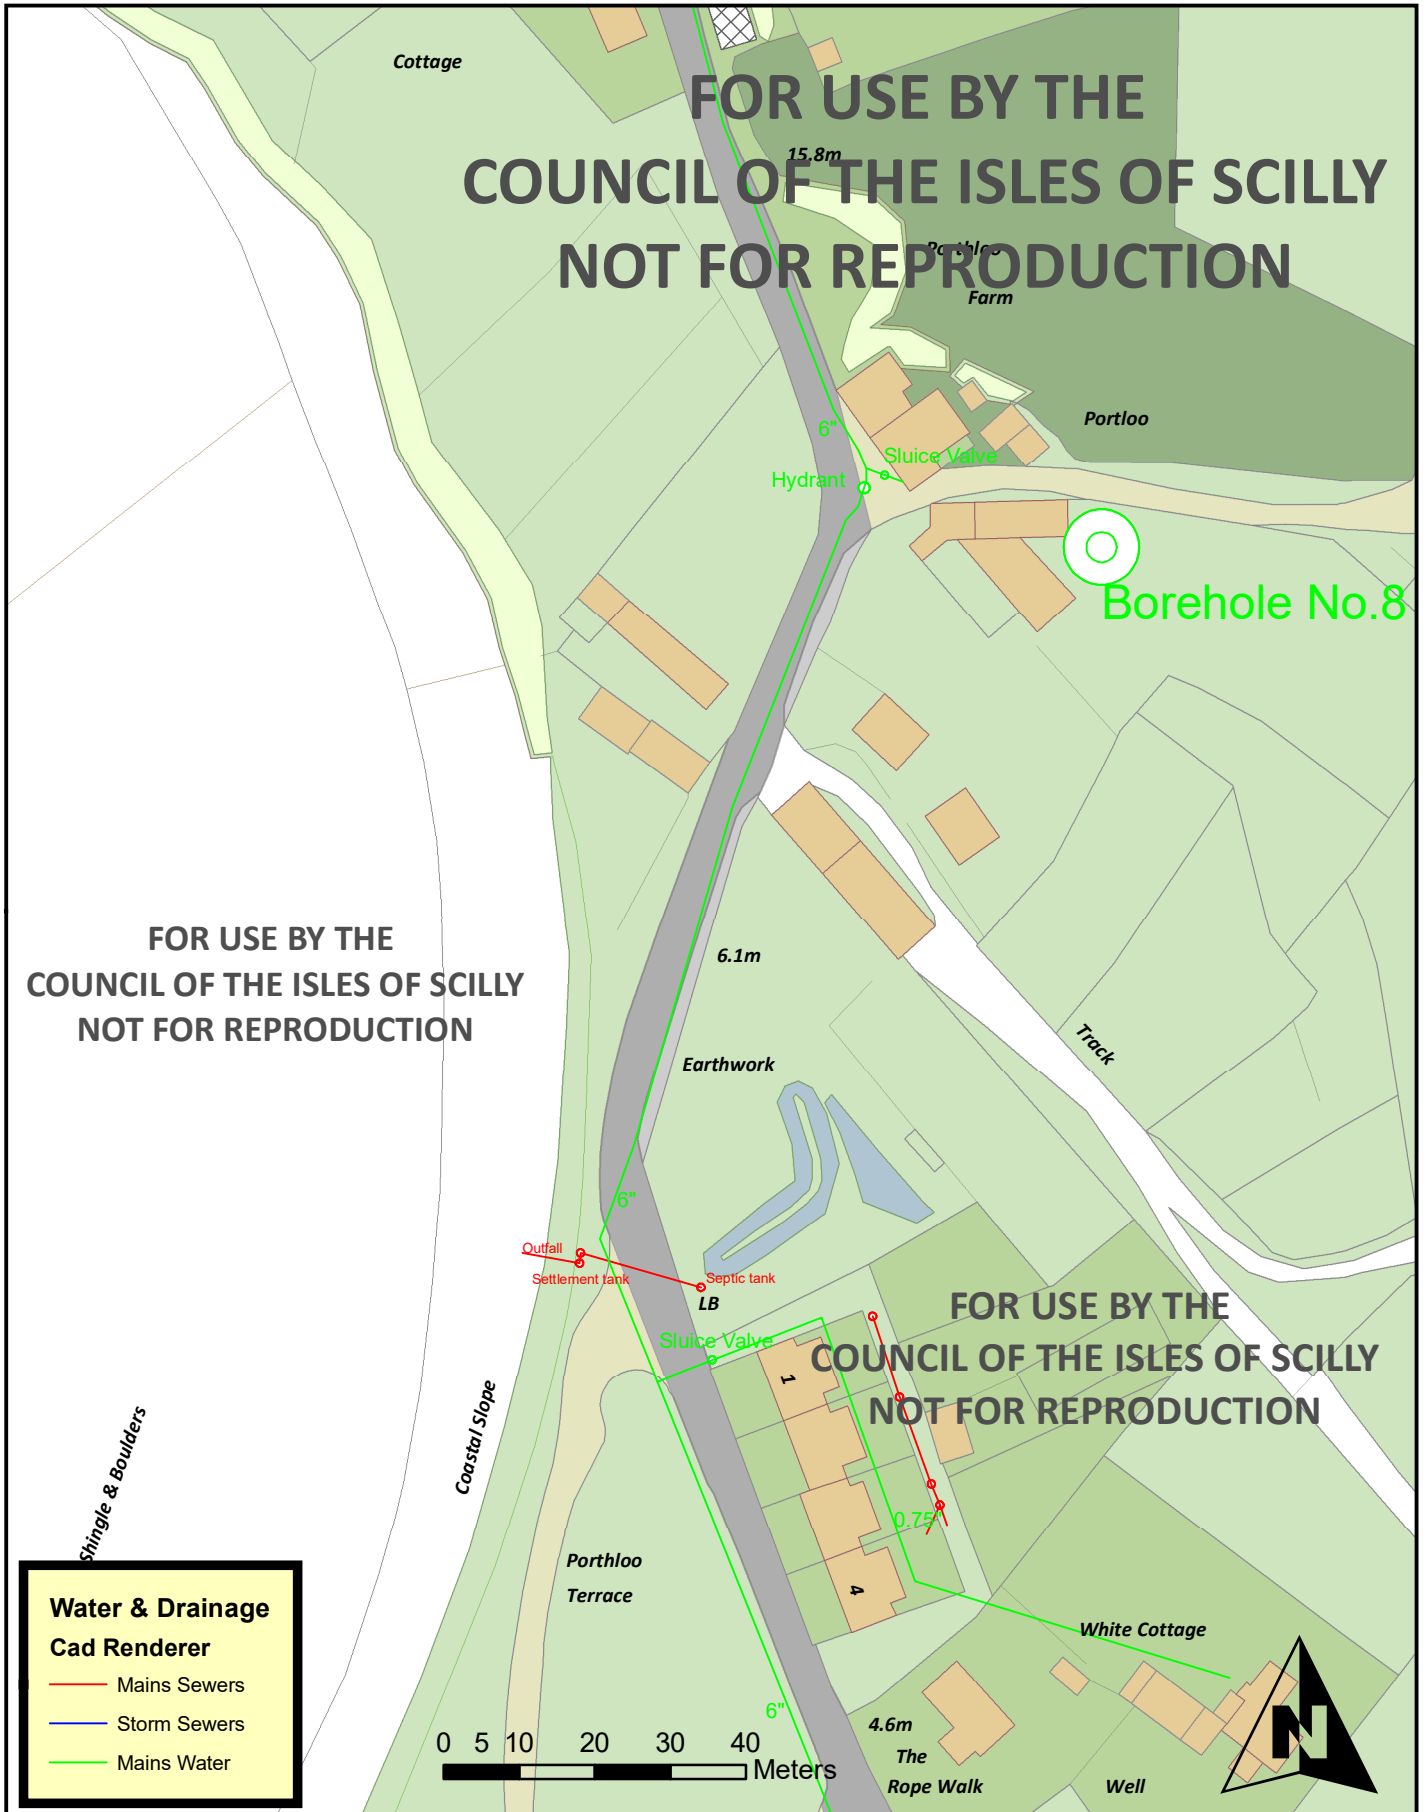 Cottage
FOR USE BY THE
COUNCIL OF THE ISLES OF SCILLY
NOT FOR REPRODUCTION
15.8m
Porthloo
Farm
Portloo
6"
Sluice Valve
Hydrant
Borehole No.8
FOR USE BY THE
COUNCIL OF THE ISLES OF SCILLY
NOT FOR REPRODUCTION
6.1m
Earthwork
Track
6"
Outfall
Settlement tank
Septic tank
LB
Sluice Valve
FOR USE BY THE
COUNCIL OF THE ISLES OF SCILLY
NOT FOR REPRODUCTION
1
4
0.75"
Coastal Slope
Shingle & Boulders
Porthloo
Terrace
White Cottage
6"
4.6m
The
Rope Walk
Well
N
Water & Drainage
Cad Renderer
Mains Sewers
Storm Sewers
Mains Water
0 5 10 20 30 40
Meters